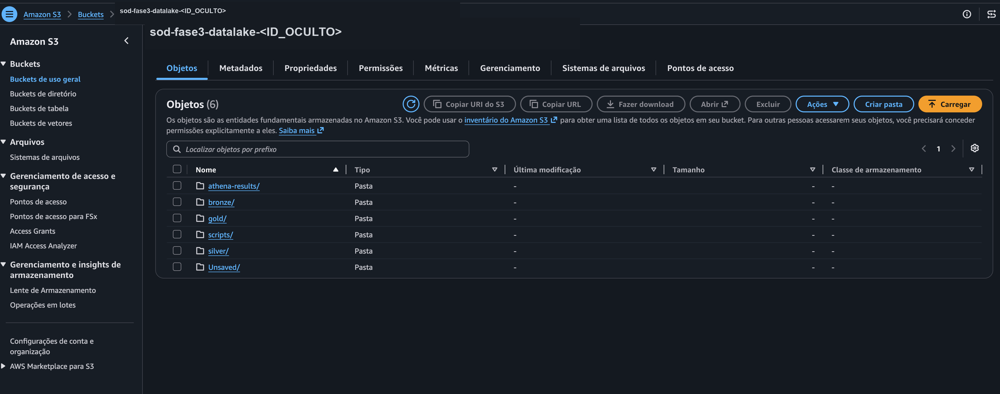 Amazon S3 > Buckets > sod-fase3-datalake-<ID_OCULTO>
Amazon S3
Buckets
Buckets de uso geral
Buckets de diretório
Buckets de tabela
Buckets de vetores
Arquivos
Sistemas de arquivos
Gerenciamento de acesso e
segurança
Pontos de acesso
Pontos de acesso para FSx
Access Grants
IAM Access Analyzer
Gerenciamento e insights de
armazenamento
Lente de Armazenamento
Operações em lotes
Configurações de conta e
organização
AWS Marketplace para S3
sod-fase3-datalake-<ID_OCULTO>
Objetos Metadados Propriedades Permissões Métricas Gerenciamento Sistemas de arquivos Pontos de acesso
Objetos (6) Copiar URI do S3 Copiar URL Fazer download Abrir Excluir Ações Criar pasta Carregar
Os objetos são as entidades fundamentais armazenadas no Amazon S3. Você pode usar o inventário do Amazon S3 para obter uma lista de todos os objetos em seu bucket. Para outras pessoas acessarem seus objetos, você precisará conceder
permissões explicitamente a eles. Saiba mais
Localizar objetos por prefixo 1
Nome Tipo Última modificação Tamanho Classe de armazenamento
athena-results/ Pasta - - -
bronze/ Pasta - - -
gold/ Pasta - - -
scripts/ Pasta - - -
silver/ Pasta - - -
Unsaved/ Pasta - - -